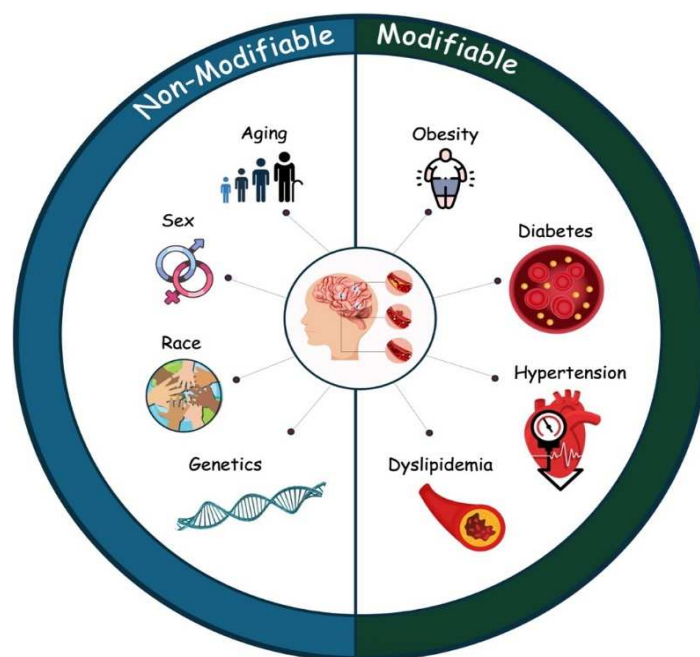 Non-Modifiable
Modifiable
Aging
Obesity
Sex
Diabetes
Race
Hypertension
Genetics
Dyslipidemia